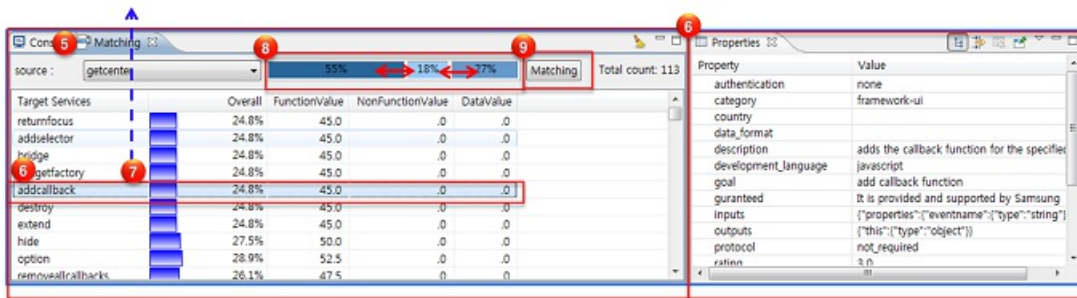 6
5 Matching
Properties
8
9
source : getcenter 55% 18% 27% Matching Total count: 113
Property Value
authentication none
category framework-ui
country
data_format
description adds the callback function for the specified
development_language javascript
goal add callback function
guranteed It is provided and supported by Samsung
inputs {"properties":{"eventname":{"type":"string"}
outputs {"this":{"type":"object"}}
protocol not_required
rating 3.0
Target Services Overall FunctionValue NonFunctionValue DataValue
returnfocus 24.8% 45.0 .0 .0
addselector 24.8% 45.0 .0 .0
bridge 24.8% 45.0 .0 .0
6 getfactory 7 24.8% 45.0 .0 .0
addcallback 24.8% 45.0 .0 .0
destroy 24.8% 45.0 .0 .0
extend 24.8% 45.0 .0 .0
hide 27.5% 50.0 .0 .0
option 28.9% 52.5 .0 .0
removeallcallbacks 26.1% 47.5 .0 .0